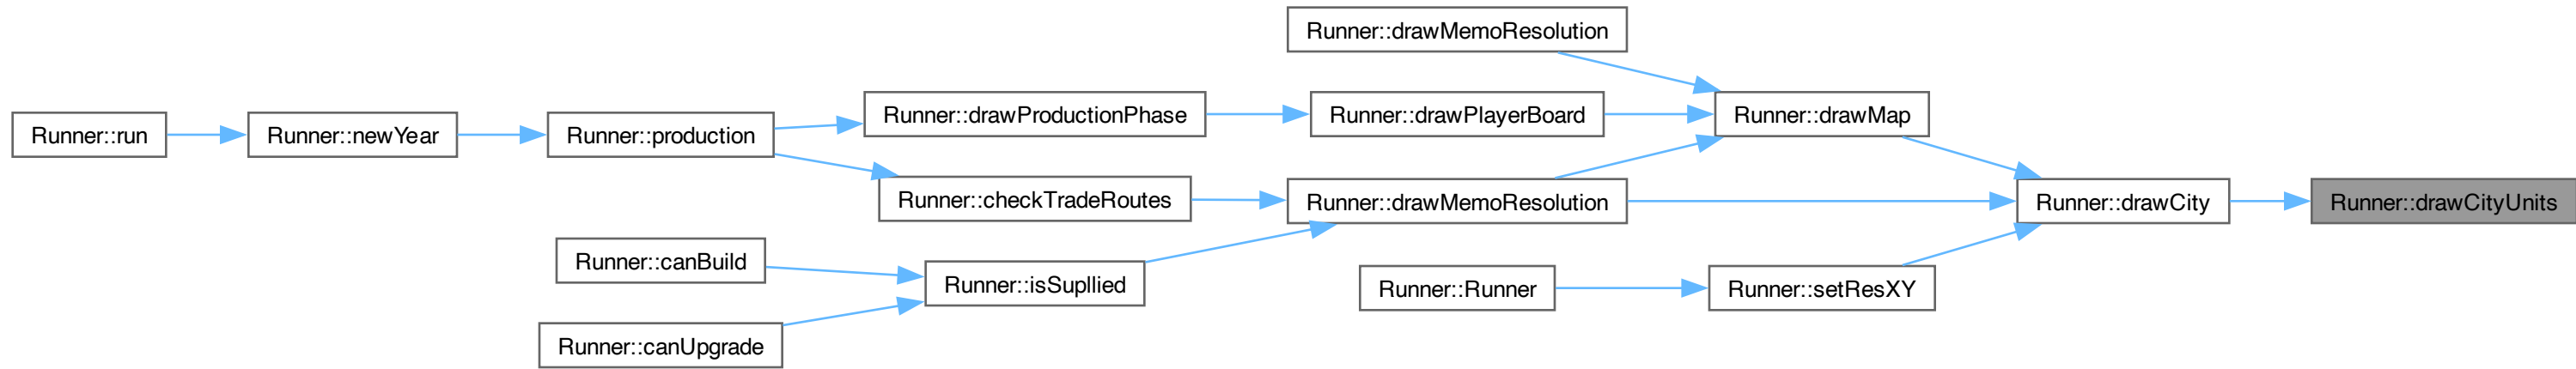 Runner::drawMemoResolution
Runner::run
Runner::newYear
Runner::production
Runner::drawProductionPhase
Runner::drawPlayerBoard
Runner::drawMap
Runner::checkTradeRoutes
Runner::drawMemoResolution
Runner::drawCity
Runner::drawCityUnits
Runner::canBuild
Runner::isSupllied
Runner::Runner
Runner::setResXY
Runner::canUpgrade